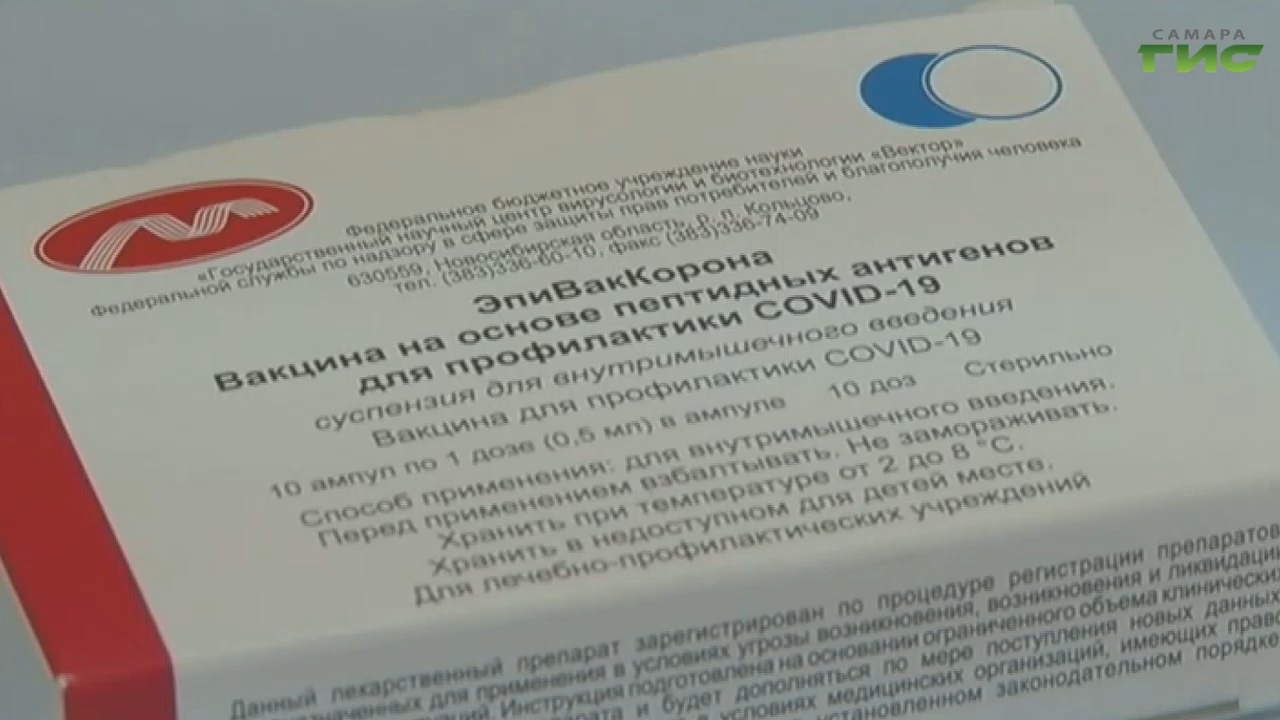 САМАРА
ГИС
Федеральное бюджетное учреждение науки
«Государственный научный центр вирусологии и биотехнологии «Вектор»
Федеральной службы по надзору в сфере защиты прав потребителей и благополучия человека
630559, Новосибирская область, р. п. Кольцово,
тел. (383)336-60-10, факс (383)336-74-09
ЭпиВакКорона
Вакцина на основе пептидных антигенов
для профилактики COVID-19
суспензия для внутримышечного введения
Вакцина для профилактики COVID-19
10 ампул по 1 дозе (0,5 мл) в ампуле 10 доз Стерильно
Способ применения: для внутримышечного введения.
Перед применением взбалтывать. Не замораживать.
Хранить при температуре от 2 до 8 °С.
Хранить в недоступном для детей месте.
Для лечебно-профилактических учреждений
Данный лекарственный препарат зарегистрирован по процедуре регистрации препаратов,
для применения в условиях угрозы возникновения, возникновения и ликвидации
Инструкция подготовлена на основании ограниченного объема клинических
и будет дополняться по мере поступления новых данных.
в условиях медицинских организаций, имеющих право
установленном законодательном порядке